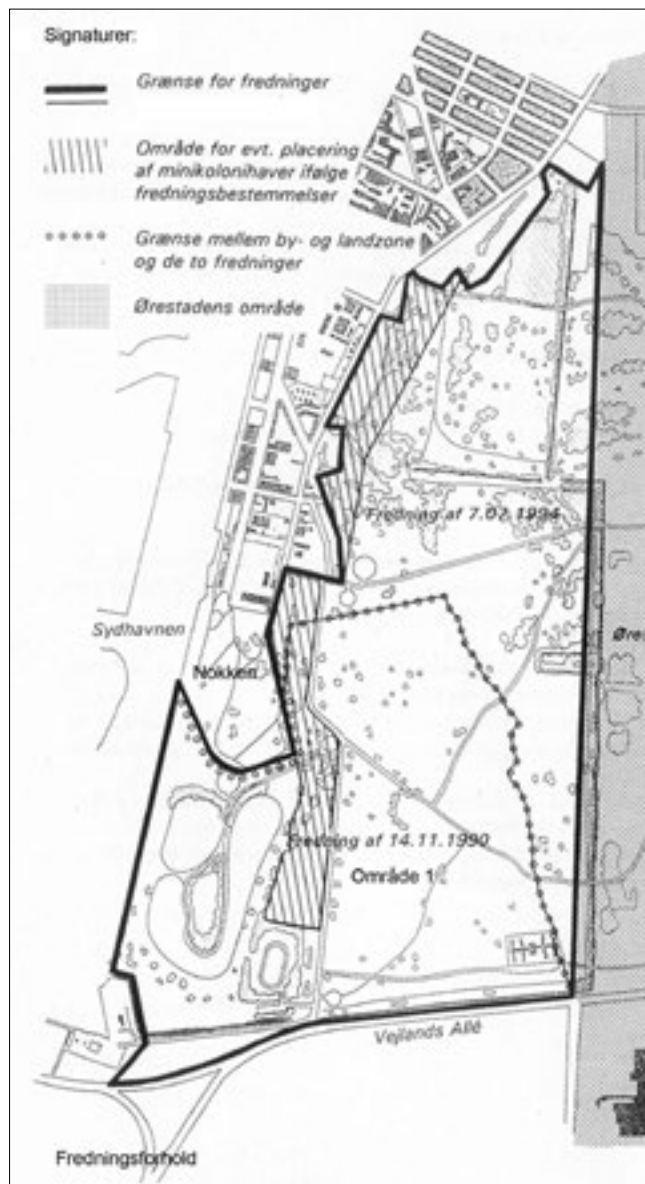 Signaturer:
Grænse for fredninger
Område for evt. placering
af minikolonihaver ifølge
fredningsbestemmelser
Grænse mellem by- og landzone
og de to fredninger
Ørestadens område
Fredning af 7.02.1994
Sydhavnen
Nokken
Øres
Fredning af 14.11.1990
Område 1
Vejlands Allé
Fredningsforhold